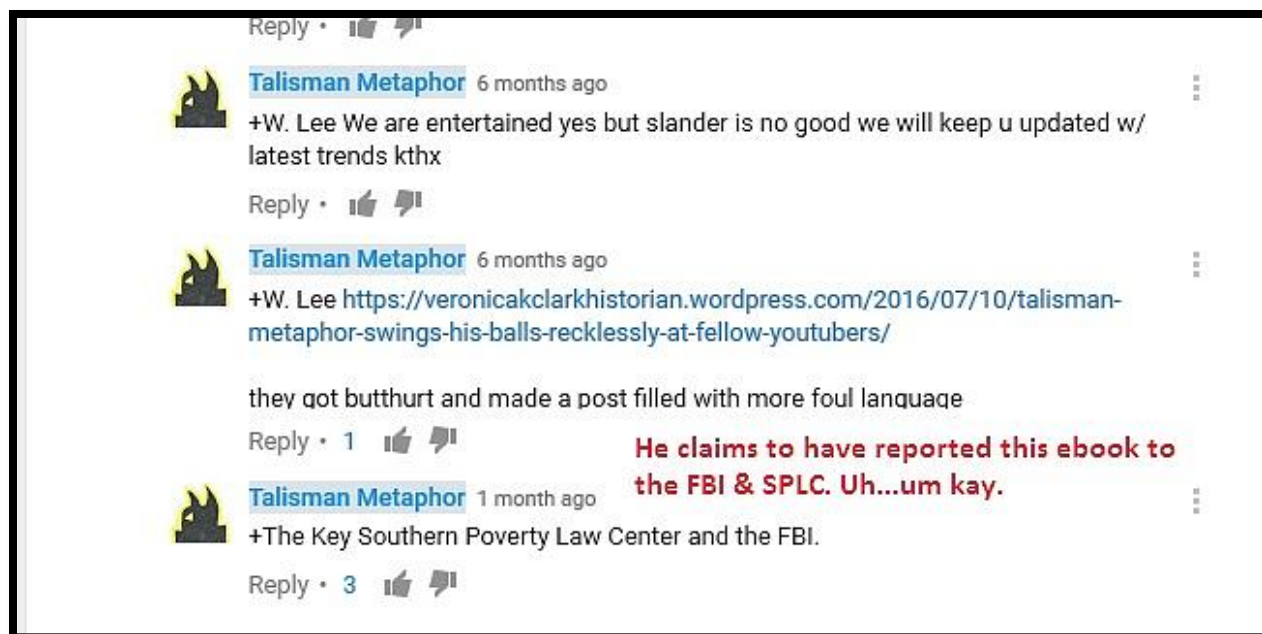 Reply •
Talisman Metaphor 6 months ago
+W. Lee We are entertained yes but slander is no good we will keep u updated w/
latest trends kthx
Reply •
Talisman Metaphor 6 months ago
+W. Lee https://veronicakclarkhistorian.wordpress.com/2016/07/10/talisman-
metaphor-swings-his-balls-recklessly-at-fellow-youtubers/
they got butthurt and made a post filled with more foul language
Reply • 1
He claims to have reported this ebook to
the FBI & SPLC. Uh...um kay.
Talisman Metaphor 1 month ago
+The Key Southern Poverty Law Center and the FBI.
Reply • 3